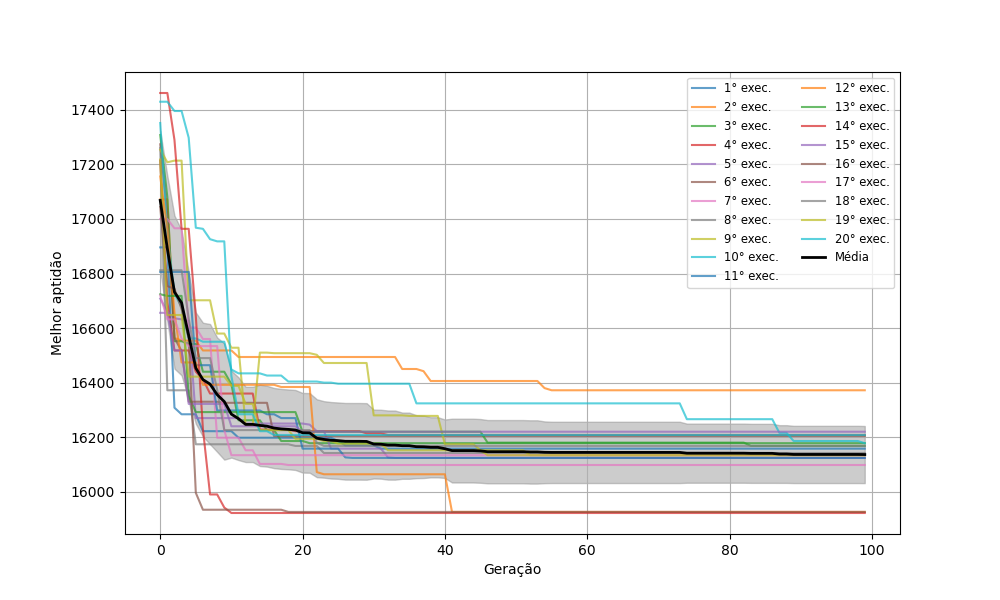 17400
17200
17000
16800
16600
16400
16200
16000
Melhor aptidão
0
20
40
60
80
100
Geração
1° exec.
2° exec.
3° exec.
4° exec.
5° exec.
6° exec.
7° exec.
8° exec.
9° exec.
10° exec.
11° exec.
12° exec.
13° exec.
14° exec.
15° exec.
16° exec.
17° exec.
18° exec.
19° exec.
20° exec.
Média